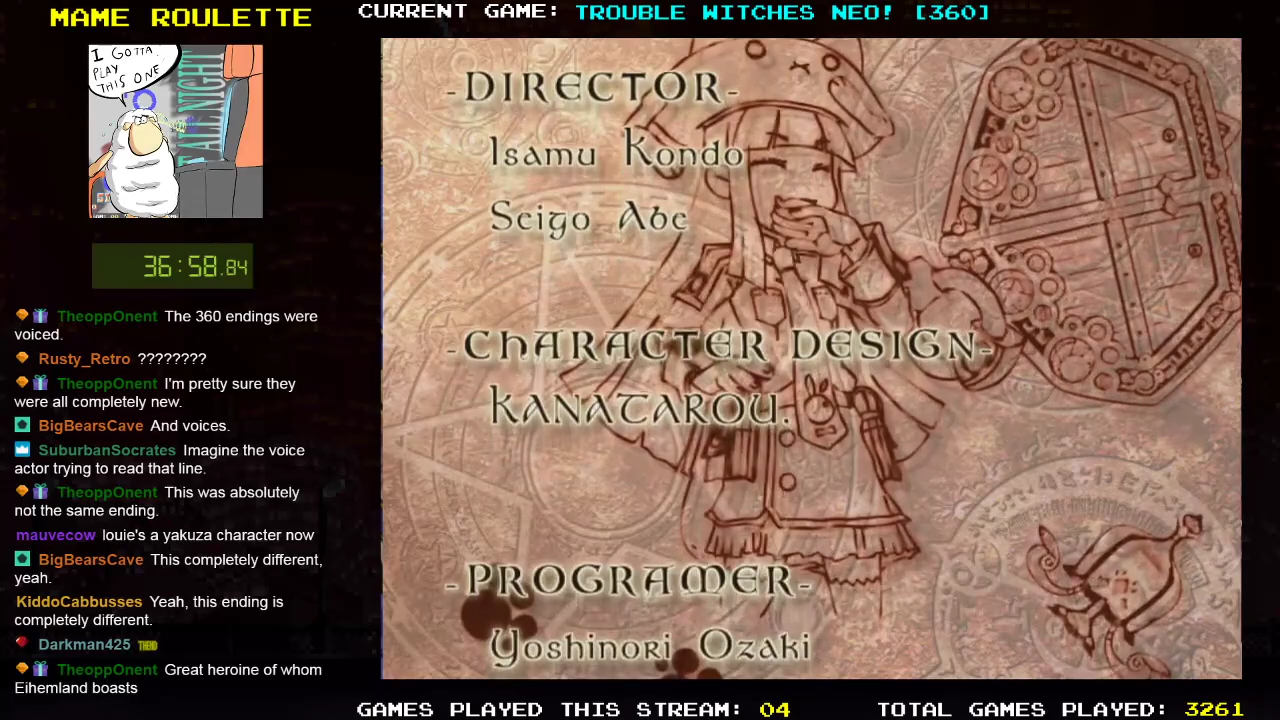 MAME ROULETTE
CURRENT GAME: TROUBLE WITCHES NEO! [360]
I GOTTA
PLAY
THIS ONE
36:58.84
TheoppOnent The 360 endings were
voiced.
Rusty_Retro ????????
TheoppOnent I'm pretty sure they
were all completely new.
BigBearsCave And voices.
SuburbanSocrates Imagine the voice
actor trying to read that line.
TheoppOnent This was absolutely
not the same ending.
mauvecow louie's a yakuza character now
BigBearsCave This completely different,
yeah.
KiddoCabbusses Yeah, this ending is
completely different.
Darkman425
TheoppOnent Great heroine of whom
Eihemland boasts
-DIRECTOR-
Isamu Kondo
Seigo Abe
-CHARACTER DESIGN-
KANATAROU.
-PROGRAMER-
Yoshinori Ozaki
GAMES PLAYED THIS STREAM: 04
TOTAL GAMES PLAYED: 3261